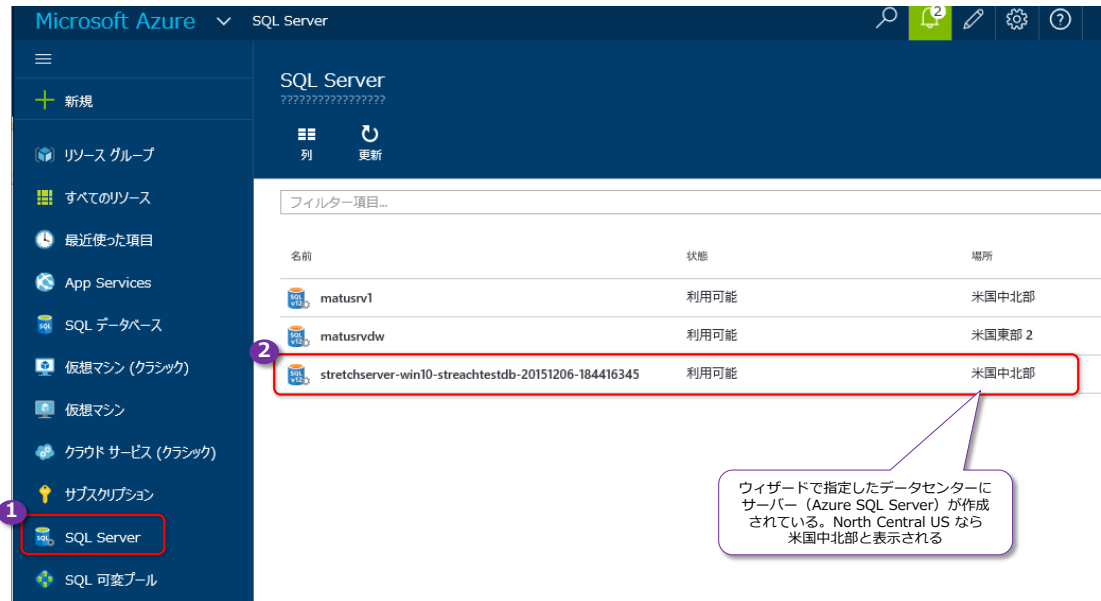 Microsoft Azure SQL Server 2
SQL Server
?????????????????
新規
列 更新
リソース グループ
すべてのリソース
フィルター項目...
最近使った項目
名前 状態 場所
App Services
matusrv1 利用可能 米国中北部
SQL データベース
matusrvdw 利用可能 米国東部 2
2
仮想マシン (クラシック)
stretchserver-win10-streachtestdb-20151206-184416345 利用可能 米国中北部
仮想マシン
クラウド サービス (クラシック)
サブスクリプション
1
SQL Server
SQL 可変プール
ウィザードで指定したデータセンターに
サーバー（Azure SQL Server）が作成
されている。North Central US なら
米国中北部と表示される